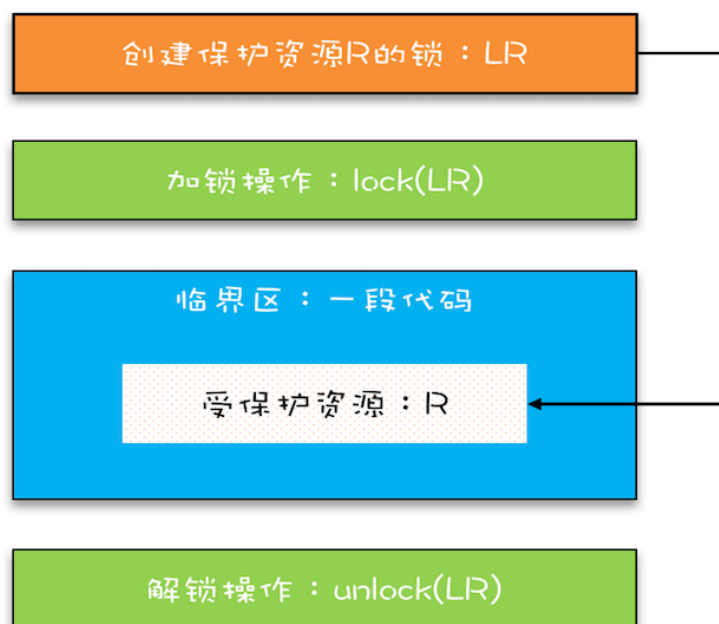 创建保护资源R的锁：LR
加锁操作：lock(LR)
临界区：一段代码
受保护资源：R
解锁操作：unlock(LR)